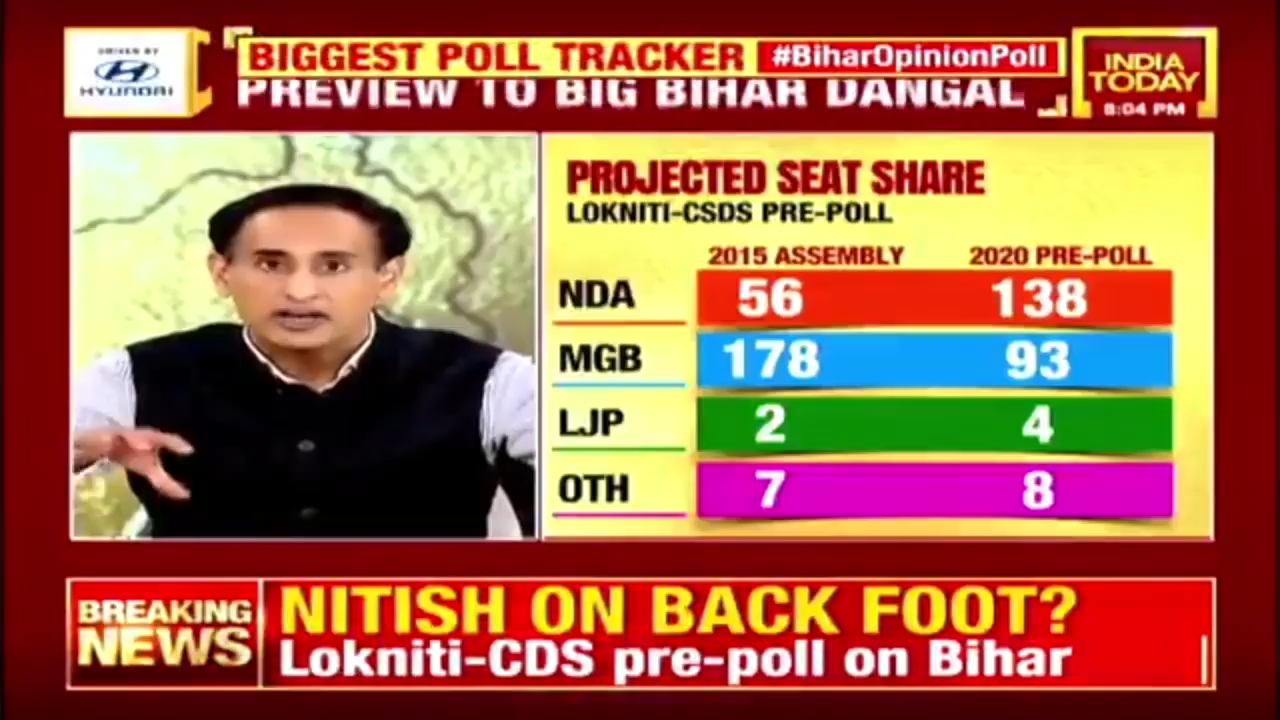 DRIVEN BY
HYUNDAI
BIGGEST POLL TRACKER #BiharOpinionPoll
PREVIEW TO BIG BIHAR DANGAL
INDIA
TODAY
8:04 PM
PROJECTED SEAT SHARE
LOKNITI-CSDS PRE-POLL
2015 ASSEMBLY 2020 PRE-POLL
NDA 56 138
MGB 178 93
LJP 2 4
OTH 7 8
BREAKING
NEWS
NITISH ON BACK FOOT?
Lokniti-CDS pre-poll on Bihar